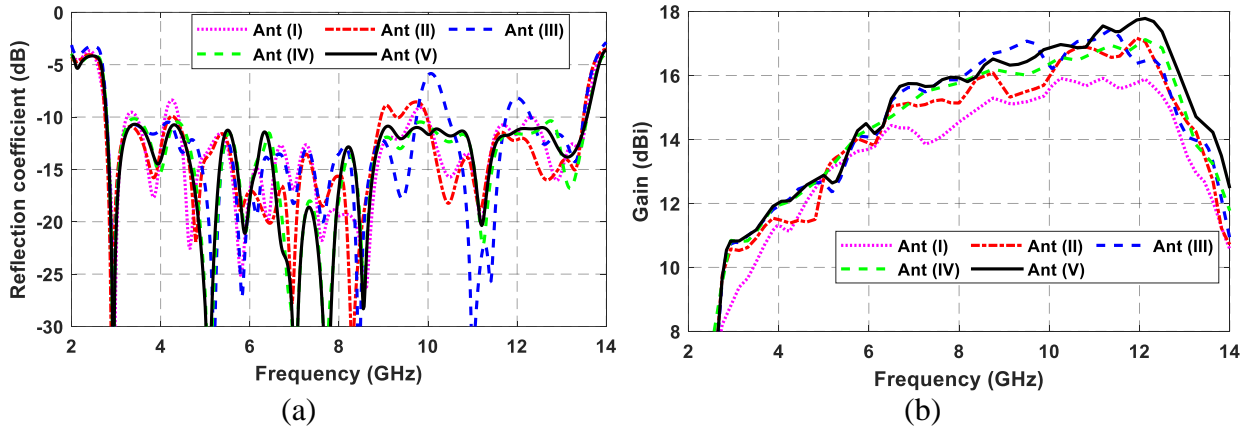 Ant (I) Ant (II) Ant (III)
Ant (IV) Ant (V)
Reflection coefficient (dB)
0
-5
-10
-15
-20
-25
-30
2 4 6 8 10 12 14
Frequency (GHz)
(a)
Gain (dBi)
18
16
14
12
10
8
Ant (I) Ant (II) Ant (III)
Ant (IV) Ant (V)
2 4 6 8 10 12 14
Frequency (GHz)
(b)